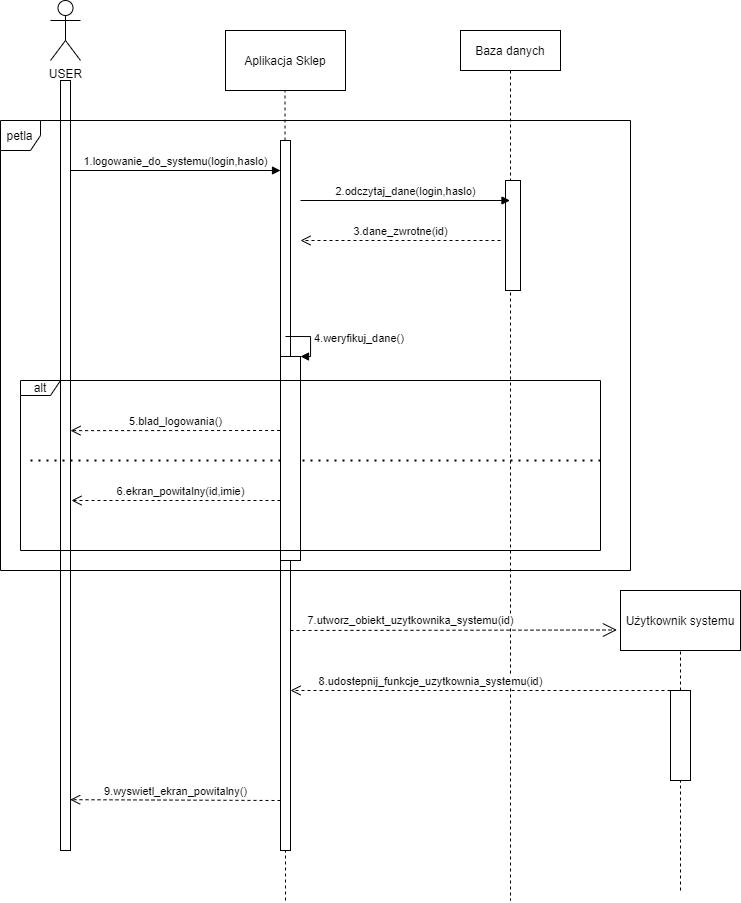 USER
Aplikacja Sklep
Baza danych
petla
1.logowanie_do_systemu(login,haslo)
2.odczytaj_dane(login,haslo)
3.dane_zwrotne(id)
4.weryfikuj_dane()
alt
5.blad_logowania()
6.ekran_powitalny(id,imie)
7.utworz_obiekt_uzytkownika_systemu(id)
Użytkownik systemu
8.udostepnij_funkcje_uzytkownia_systemu(id)
9.wyswietl_ekran_powitalny()